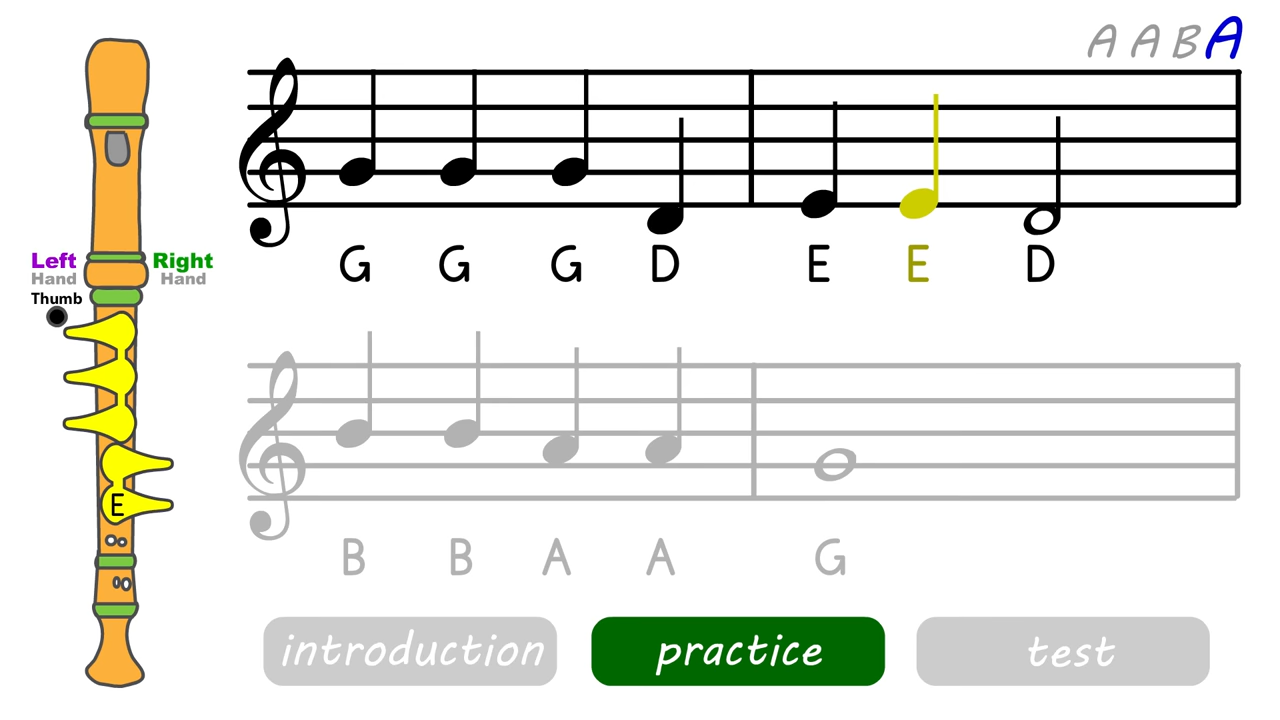 A A B A
Left Right
Hand Hand
Thumb
G G G D E E D
E
B B A A G
introduction practice test